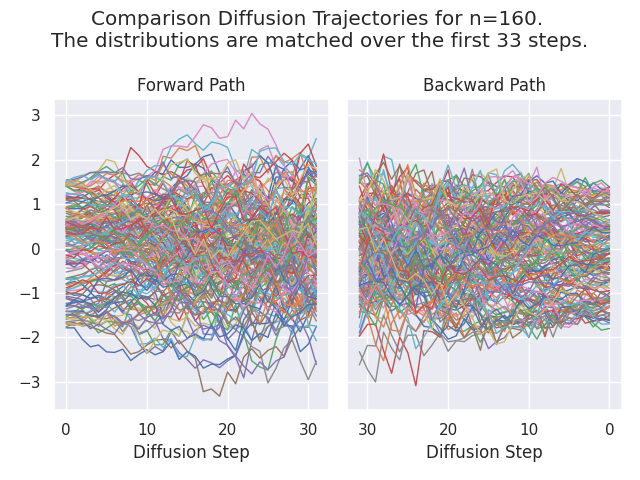 Comparison Diffusion Trajectories for n=160.
The distributions are matched over the first 33 steps.
Forward Path
Backward Path
3
2
1
0
−1
−2
−3
0 10 20 30
30 20 10 0
Diffusion Step
Diffusion Step